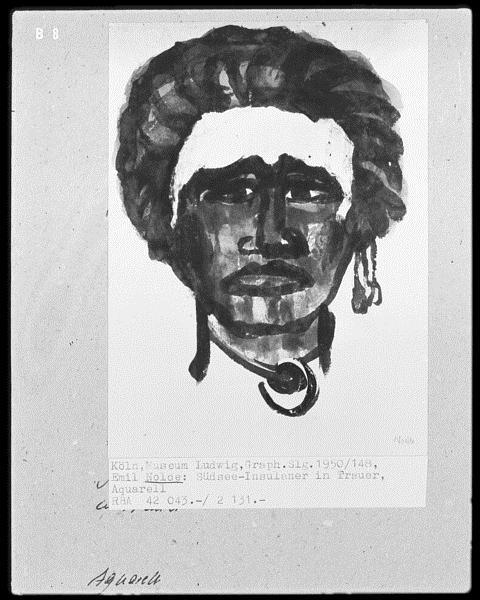 B 8
Nolde
Köln,Museum Ludwig,Graph.Slg.1950/148,
Emil Nolde: Südsee-Insulaner in Trauer,
Aquarell
RBA 42 043.-/ 2 131.-
Aquarell